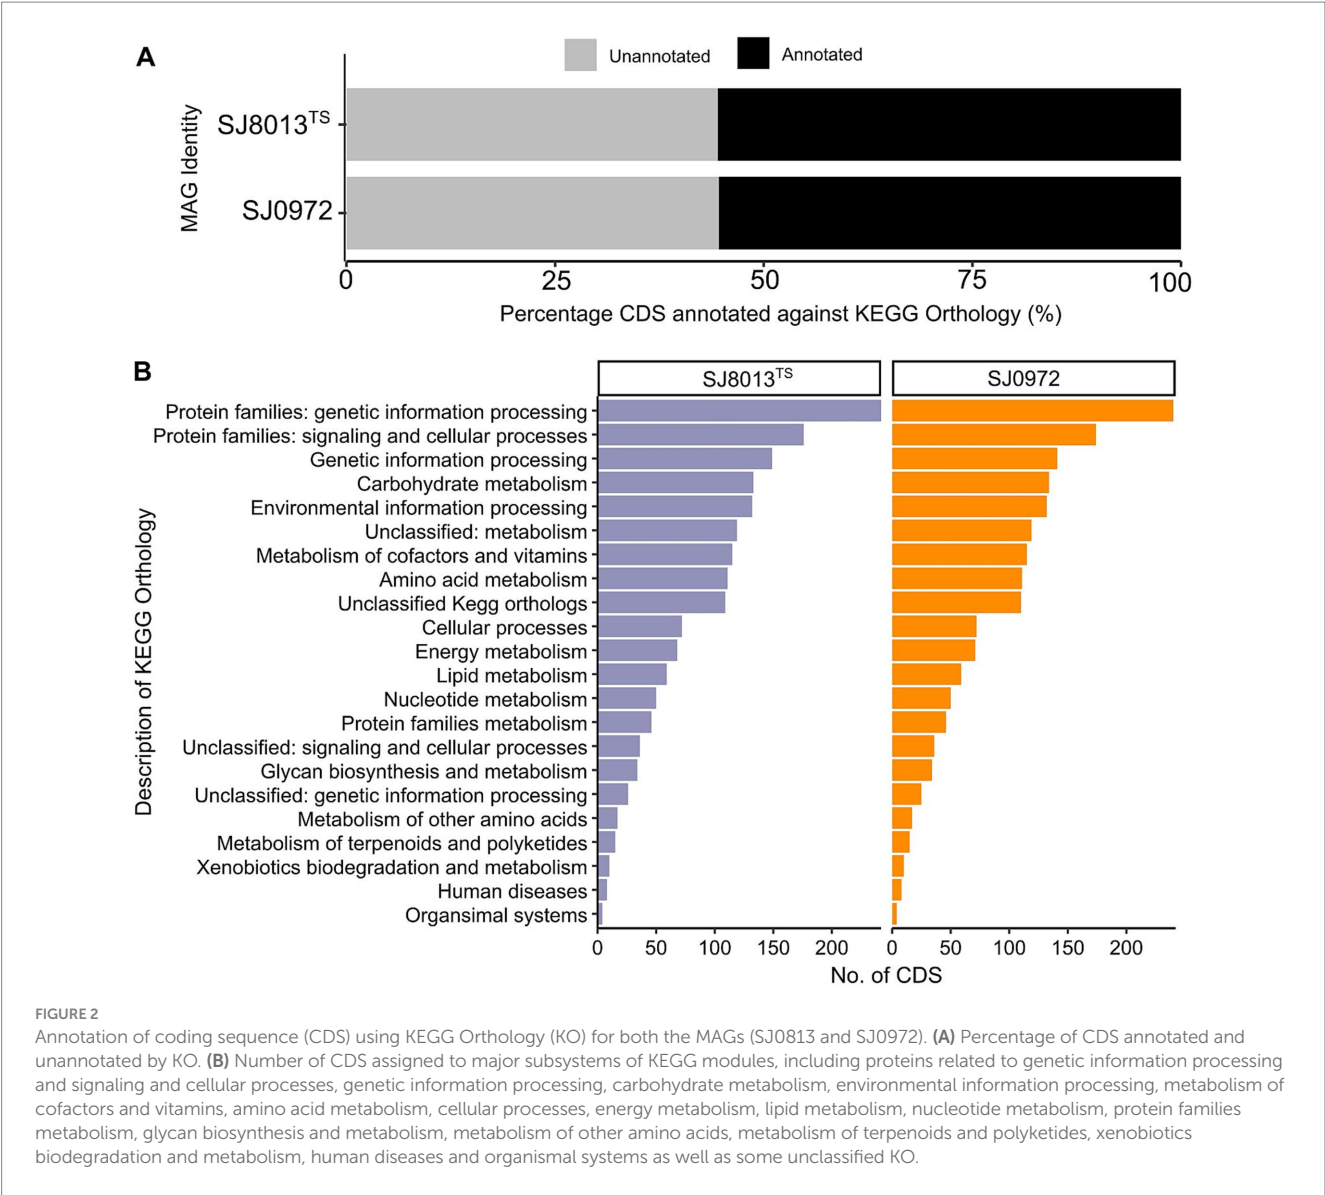 A
Unannotated Annotated
MAG Identity
SJ8013TS
SJ0972
0 25 50 75 100
Percentage CDS annotated against KEGG Orthology (%)
B
SJ8013TS SJ0972
Description of KEGG Orthology
Protein families: genetic information processing
Protein families: signaling and cellular processes
Genetic information processing
Carbohydrate metabolism
Environmental information processing
Unclassified: metabolism
Metabolism of cofactors and vitamins
Amino acid metabolism
Unclassified Kegg orthologs
Cellular processes
Energy metabolism
Lipid metabolism
Nucleotide metabolism
Protein families metabolism
Unclassified: signaling and cellular processes
Glycan biosynthesis and metabolism
Unclassified: genetic information processing
Metabolism of other amino acids
Metabolism of terpenoids and polyketides
Xenobiotics biodegradation and metabolism
Human diseases
Organsimal systems
0 50 100 150 200 0 50 100 150 200
No. of CDS
FIGURE 2
Annotation of coding sequence (CDS) using KEGG Orthology (KO) for both the MAGs (SJ0813 and SJ0972). (A) Percentage of CDS annotated and
unannotated by KO. (B) Number of CDS assigned to major subsystems of KEGG modules, including proteins related to genetic information processing
and signaling and cellular processes, genetic information processing, carbohydrate metabolism, environmental information processing, metabolism of
cofactors and vitamins, amino acid metabolism, cellular processes, energy metabolism, lipid metabolism, nucleotide metabolism, protein families
metabolism, glycan biosynthesis and metabolism, metabolism of other amino acids, metabolism of terpenoids and polyketides, xenobiotics
biodegradation and metabolism, human diseases and organismal systems as well as some unclassified KO.